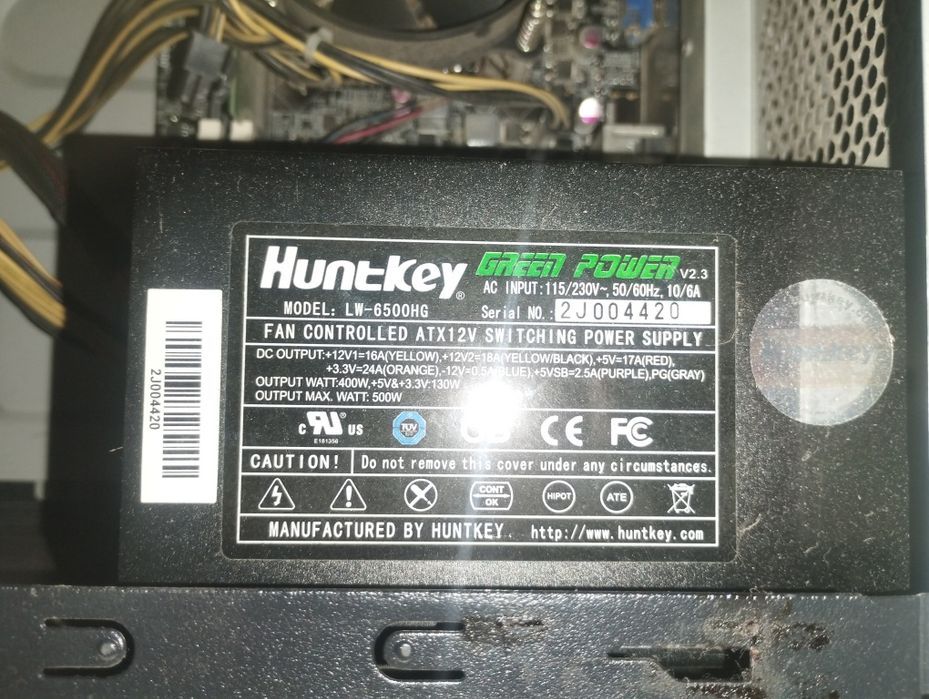 Huntkey®
GREEN POWER V2.3
AC INPUT:115/230V~, 50/60Hz, 10/6A
MODEL: LW-6500HG
Serial NO.: 2J004420
FAN CONTROLLED ATX12V SWITCHING POWER SUPPLY
DC OUTPUT:+12V1=16A(YELLOW),+12V2=18A(YELLOW/BLACK),+5V=17A(RED),
+3.3V=24A(ORANGE),-12V=0.5A(BLUE),+5VSB=2.5A(PURPLE),PG(GRAY)
OUTPUT WATT:400W,+5V&+3.3V:130W
OUTPUT MAX. WATT: 500W
c RU® US
E181356
TUV
CE
FC
CAUTION! Do not remove this cover under any circumstances.
CONT
OK
HIPOT
ATE
MANUFACTURED BY HUNTKEY
http://www.huntkey.com
2J004420
Huntkey